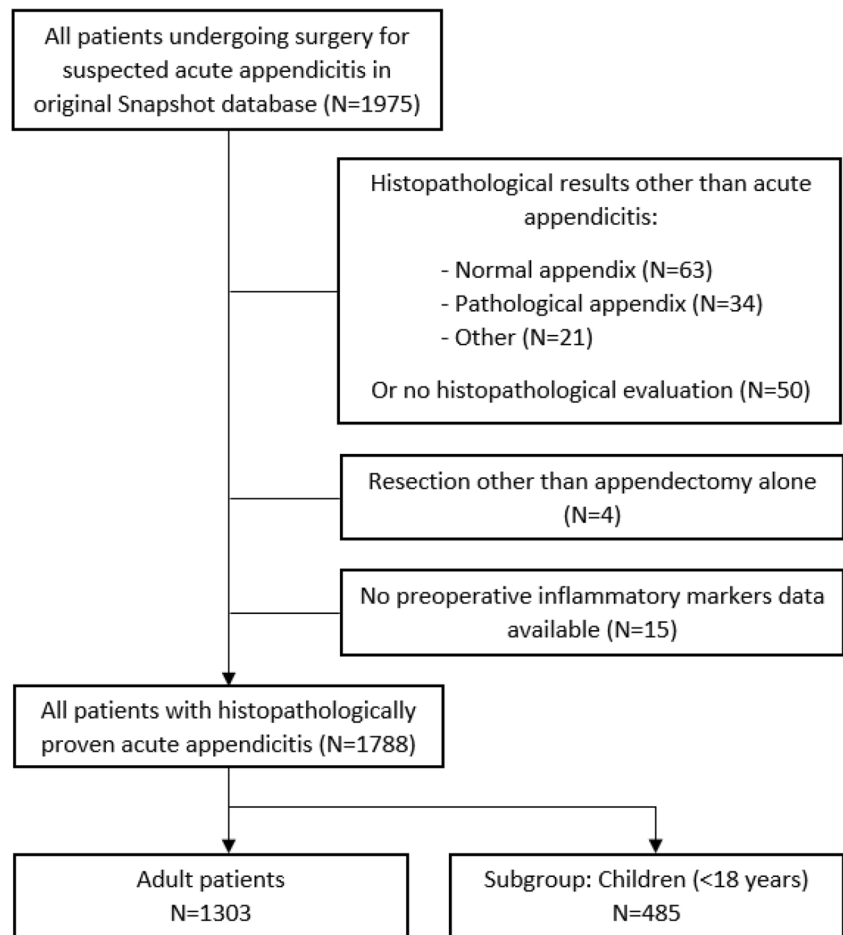 All patients undergoing surgery for
suspected acute appendicitis in
original Snapshot database (N=1975)
Histopathological results other than acute
appendicitis:
- Normal appendix (N=63)
- Pathological appendix (N=34)
- Other (N=21)
Or no histopathological evaluation (N=50)
Resection other than appendectomy alone
(N=4)
No preoperative inflammatory markers data
available (N=15)
All patients with histopathologically
proven acute appendicitis (N=1788)
Adult patients
N=1303
Subgroup: Children (<18 years)
N=485